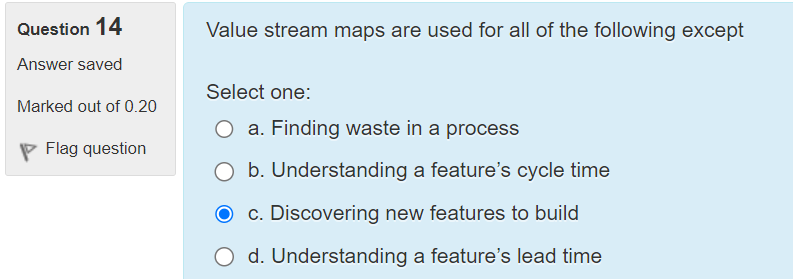 Question 14
Answer saved
Marked out of 0.20
Flag question
Value stream maps are used for all of the following except
Select one:
a. Finding waste in a process
b. Understanding a feature’s cycle time
c. Discovering new features to build
d. Understanding a feature’s lead time